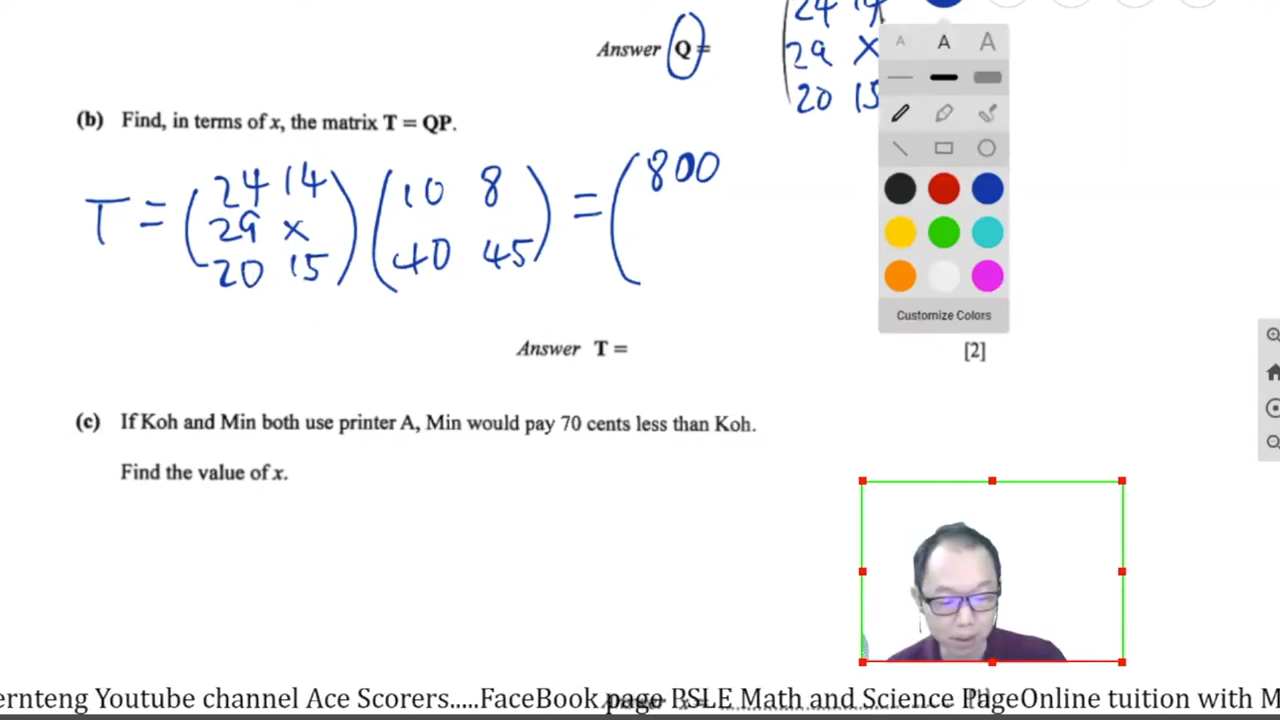 24 14
Answer Q =
29 x
20 15
(b) Find, in terms of x, the matrix T = QP.
T = ( 24 14 ) ( 10 8 ) = ( 800
29 x
20 15 40 45
Answer T = [2]
(c) If Koh and Min both use printer A, Min would pay 70 cents less than Koh.
Find the value of x.
A A A
Customize Colors
ernteng Youtube channel Ace Scorers.....FaceBook page PSLE Math and Science PageOnline tuition with M